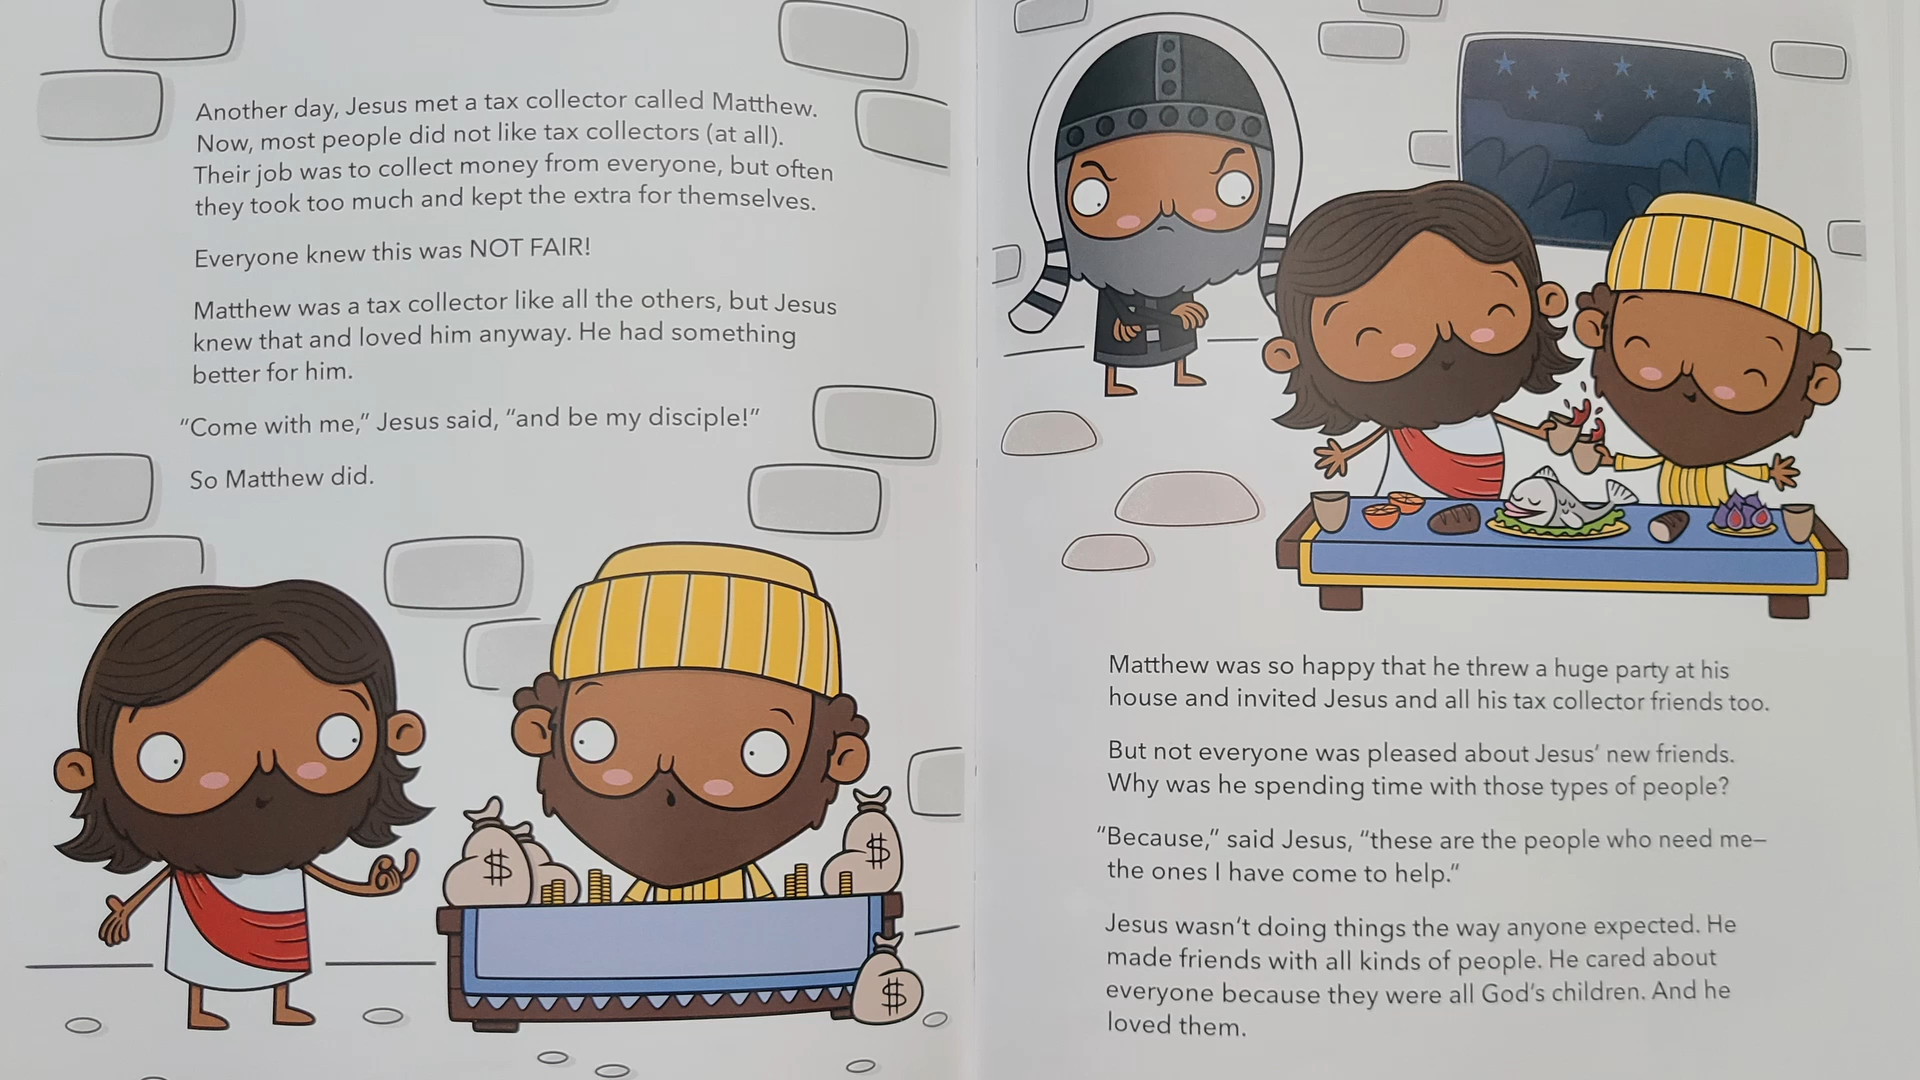 Another day, Jesus met a tax collector called Matthew.
Now, most people did not like tax collectors (at all).
Their job was to collect money from everyone, but often
they took too much and kept the extra for themselves.
Everyone knew this was NOT FAIR!
Matthew was a tax collector like all the others, but Jesus
knew that and loved him anyway. He had something
better for him.
“Come with me,” Jesus said, “and be my disciple!”
So Matthew did.
$
$
$
Matthew was so happy that he threw a huge party at his
house and invited Jesus and all his tax collector friends too.
But not everyone was pleased about Jesus’ new friends.
Why was he spending time with those types of people?
“Because,” said Jesus, “these are the people who need me—
the ones I have come to help.”
Jesus wasn’t doing things the way anyone expected. He
made friends with all kinds of people. He cared about
everyone because they were all God’s children. And he
loved them.